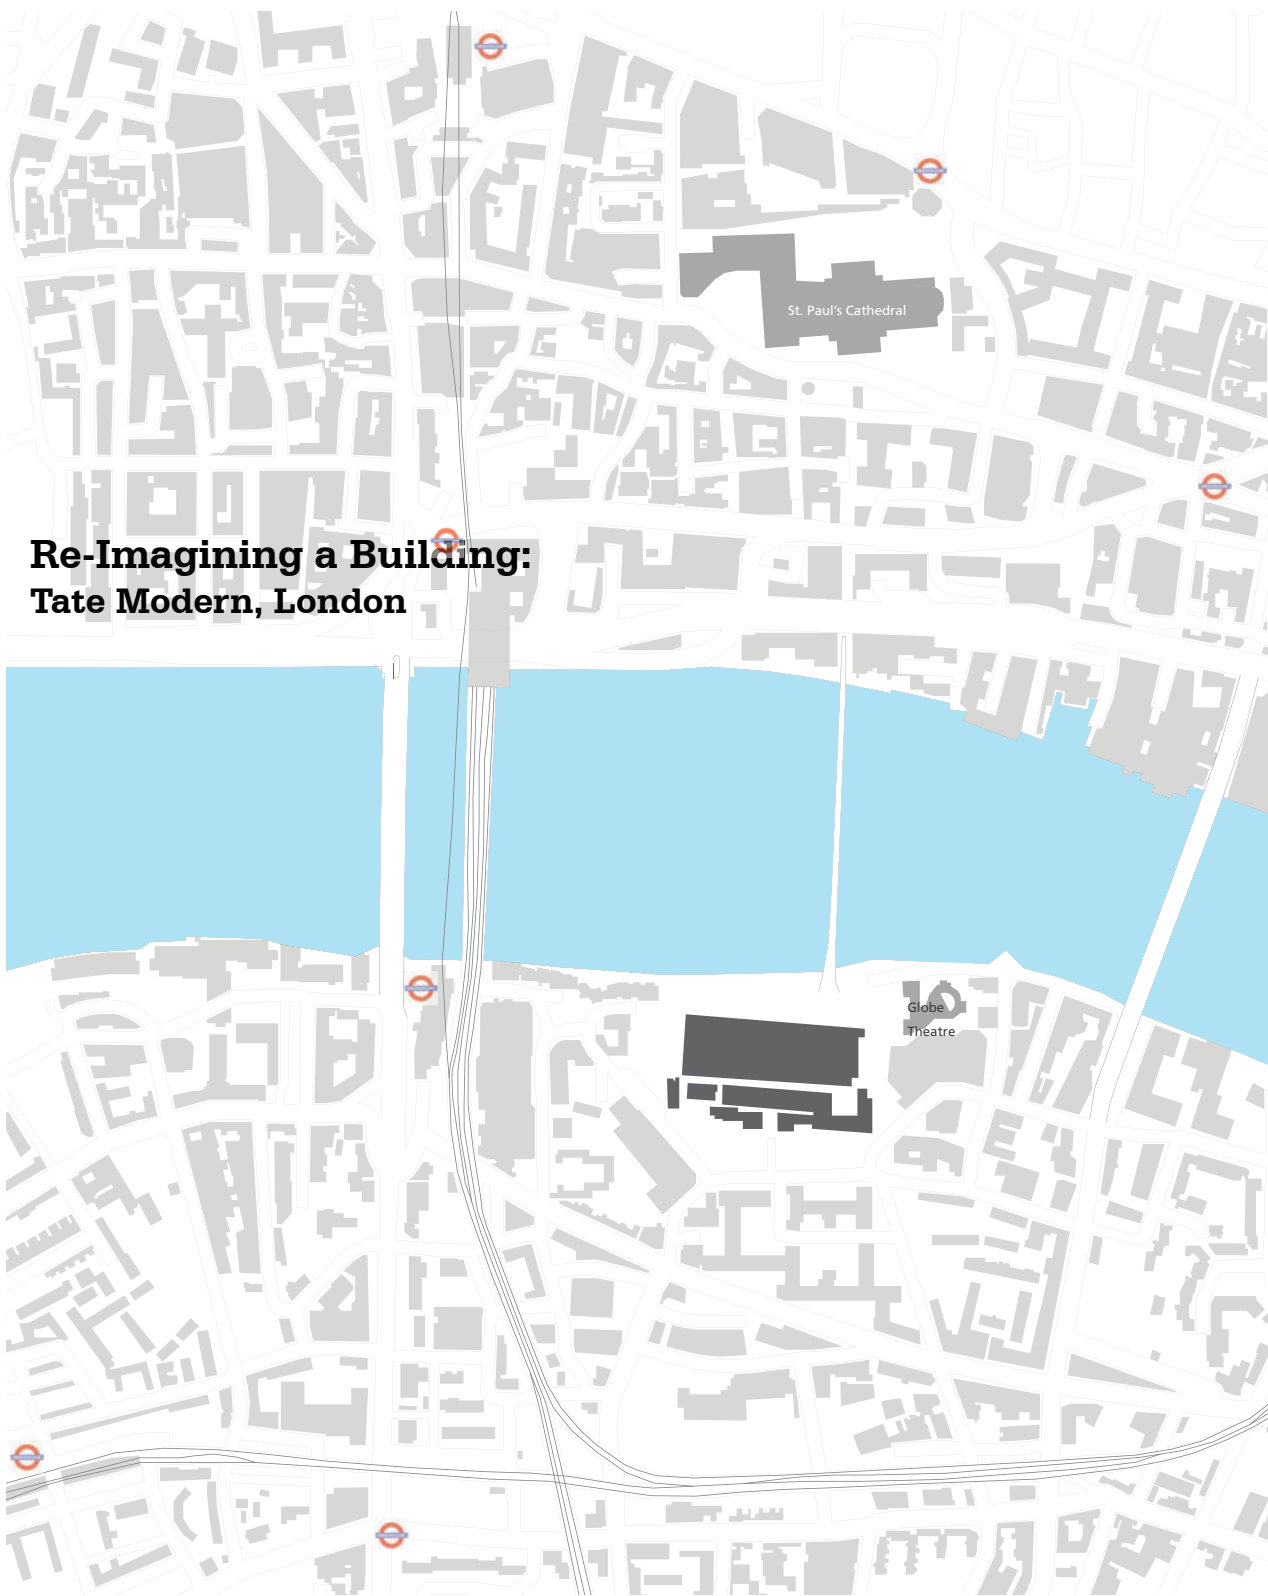 St. Paul's Cathedral
Re-Imagining a Building:
Tate Modern, London
Globe
Theatre